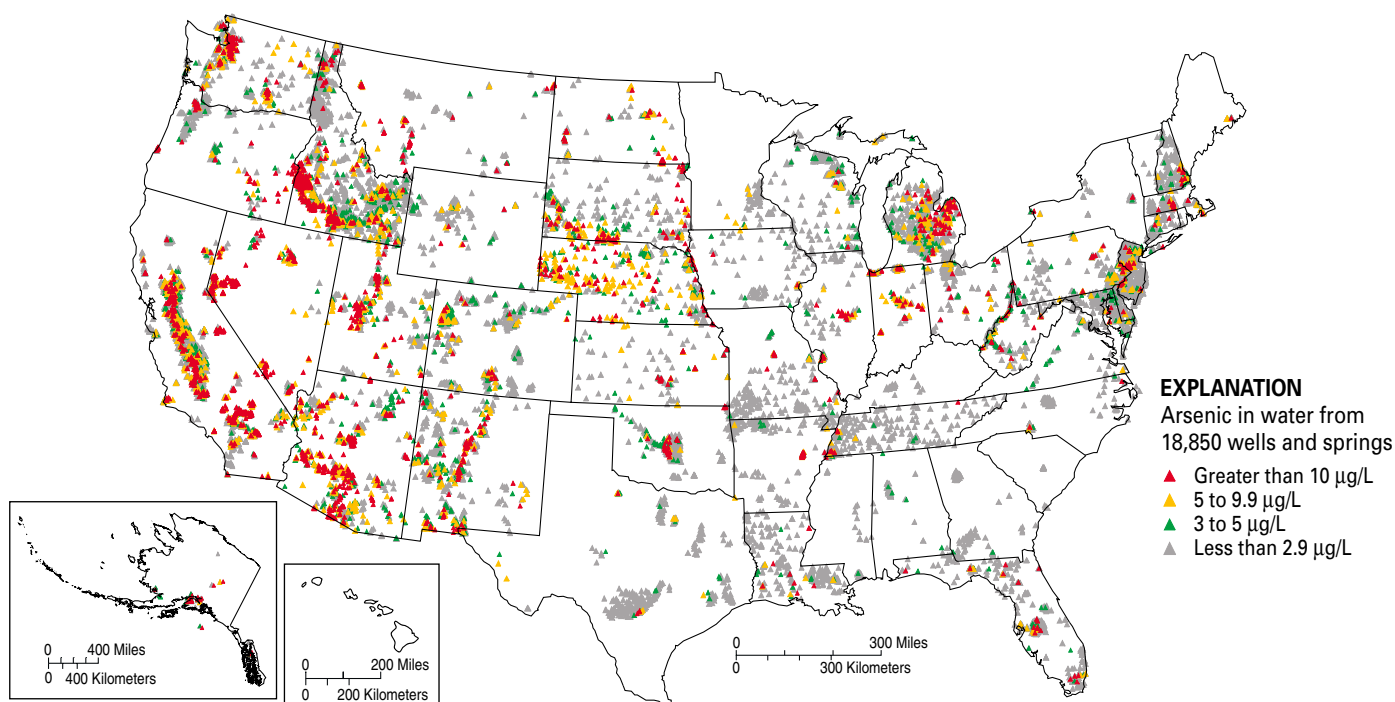 EXPLANATION
Arsenic in water from
18,850 wells and springs
Greater than 10 µg/L
5 to 9.9 µg/L
3 to 5 µg/L
Less than 2.9 µg/L
0 400 Miles
0 400 Kilometers
0 200 Miles
0 200 Kilometers
0 300 Miles
0 300 Kilometers